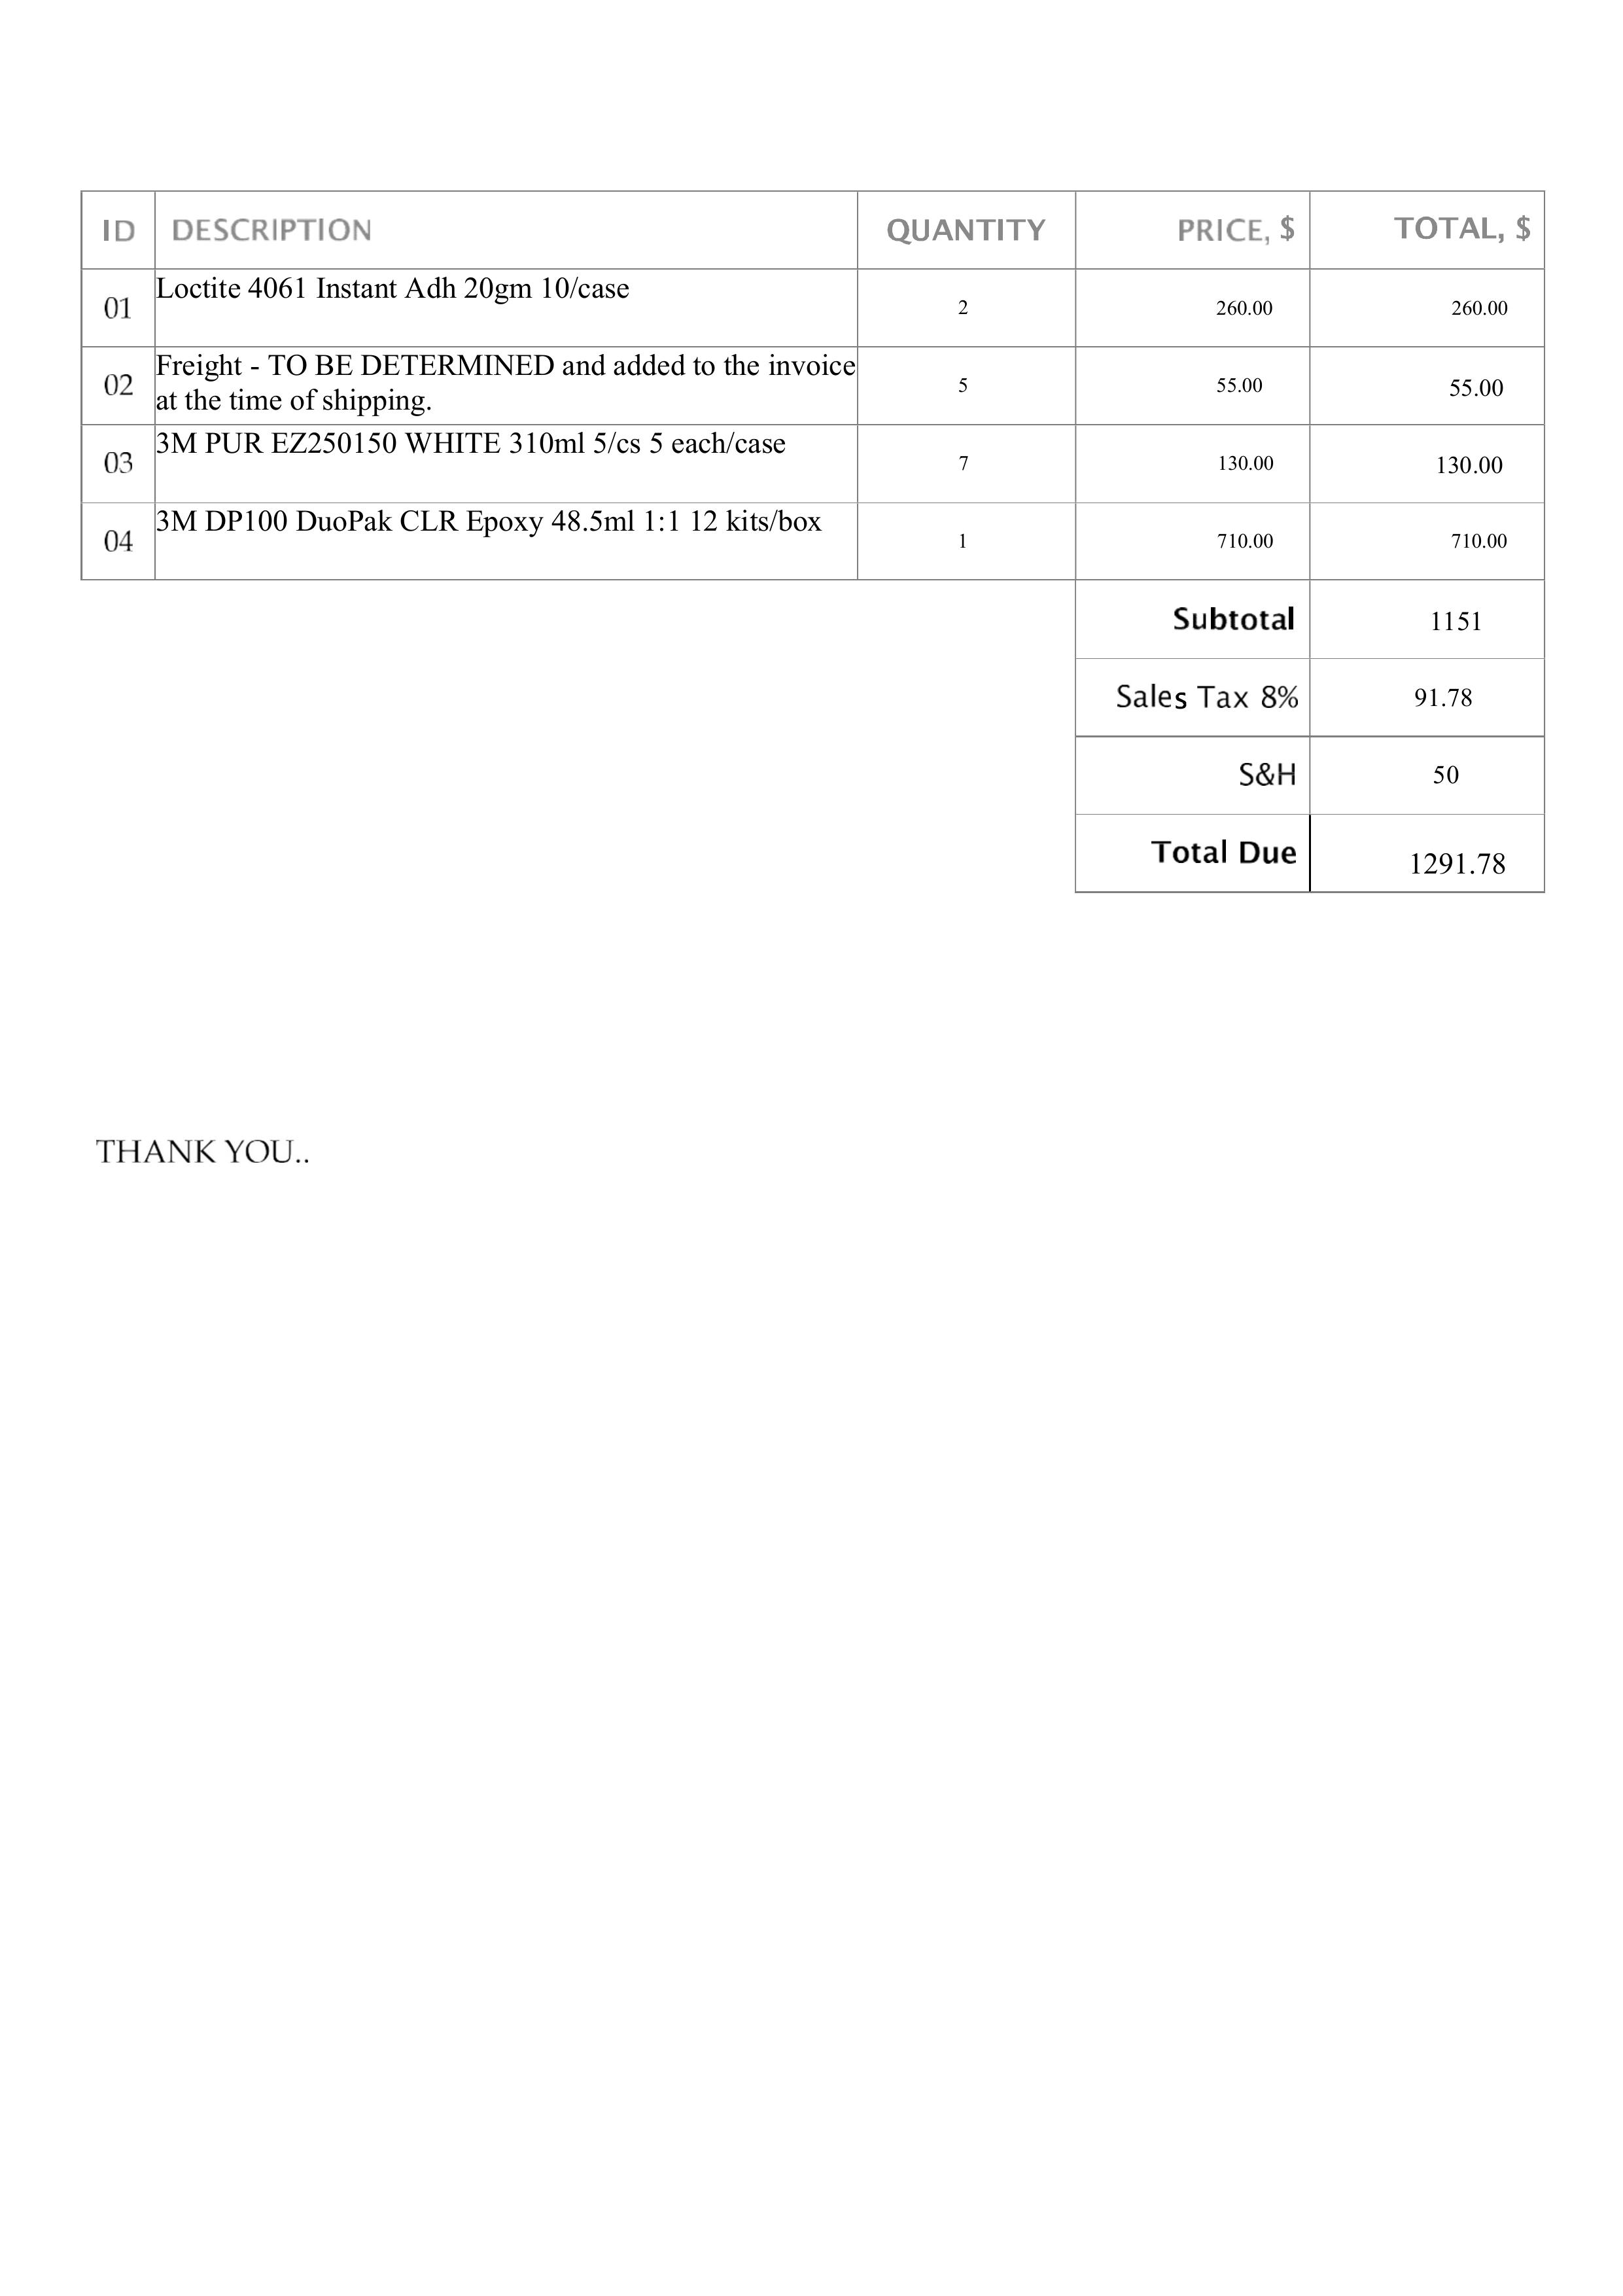 ID DESCRIPTION QUANTITY PRICE, $ TOTAL, $
01 Loctite 4061 Instant Adh 20gm 10/case 2 260.00 260.00
02 Freight - TO BE DETERMINED and added to the invoice
at the time of shipping. 5 55.00 55.00
03 3M PUR EZ250150 WHITE 310ml 5/cs 5 each/case 7 130.00 130.00
04 3M DP100 DuoPak CLR Epoxy 48.5ml 1:1 12 kits/box 1 710.00 710.00
Subtotal 1151
Sales Tax 8% 91.78
S&H 50
Total Due 1291.78
THANK YOU..